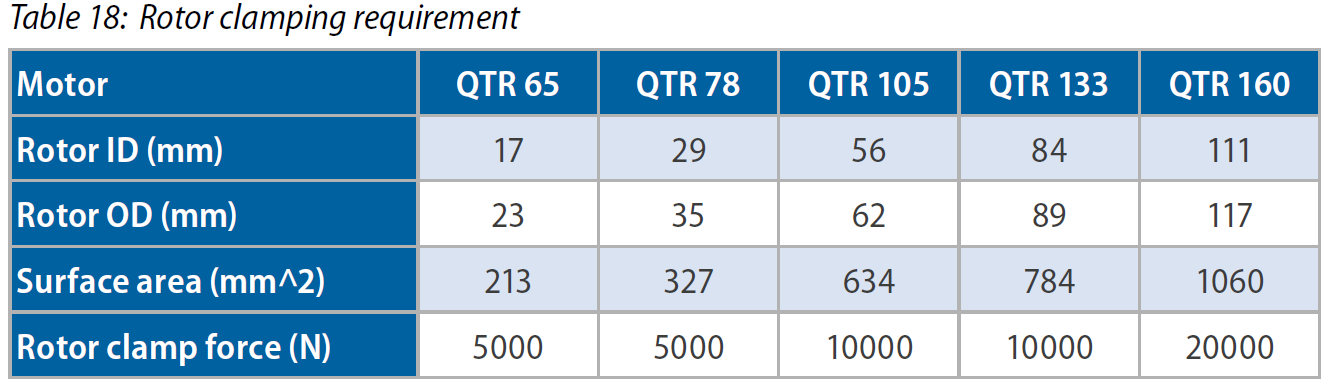 Table 18: Rotor clamping requirement
Motor QTR 65 QTR 78 QTR 105 QTR 133 QTR 160
Rotor ID (mm) 17 29 56 84 111
Rotor OD (mm) 23 35 62 89 117
Surface area (mm^2) 213 327 634 784 1060
Rotor clamp force (N) 5000 5000 10000 10000 20000